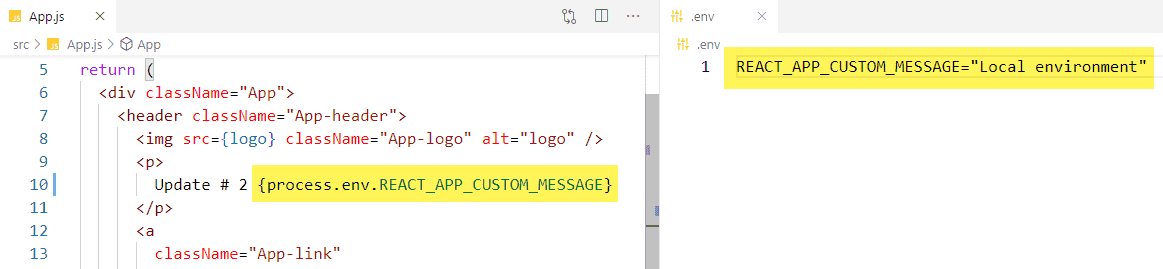 JS App.js ×
src > JS App.js > App
5 return (
6 <div className="App">
7 <header className="App-header">
8 <img src={logo} className="App-logo" alt="logo" />
9 <p>
10 Update # 2 {process.env.REACT_APP_CUSTOM_MESSAGE}
11 </p>
12 <a
13 className="App-link"
.env ×
.env
1 REACT_APP_CUSTOM_MESSAGE="Local environment"